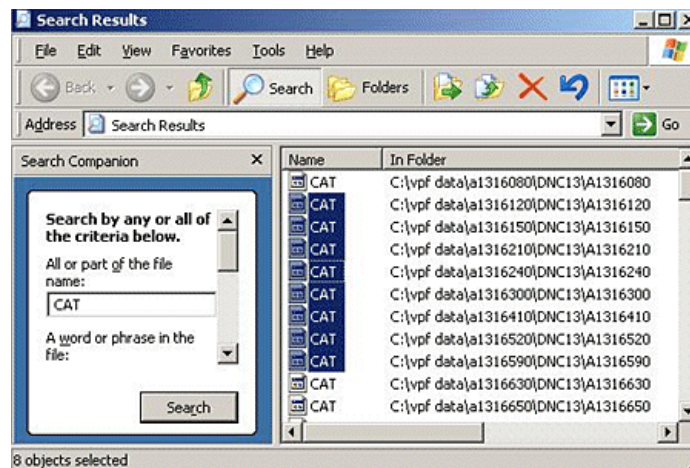 Search Results
File Edit View Favorites Tools Help
Back Search Folders
Address Search Results Go
Search Companion
Search by any or all of
the criteria below.
All or part of the file
name:
CAT
A word or phrase in the
file:
Search
Name In Folder
CAT C:\vpf data\a1316080\DNC13\A1316080
CAT C:\vpf data\a1316120\DNC13\A1316120
CAT C:\vpf data\a1316150\DNC13\A1316150
CAT C:\vpf data\a1316210\DNC13\A1316210
CAT C:\vpf data\a1316240\DNC13\A1316240
CAT C:\vpf data\a1316300\DNC13\A1316300
CAT C:\vpf data\a1316410\DNC13\A1316410
CAT C:\vpf data\a1316520\DNC13\A1316520
CAT C:\vpf data\a1316590\DNC13\A1316590
CAT C:\vpf data\a1316630\DNC13\A1316630
CAT C:\vpf data\a1316650\DNC13\A1316650
8 objects selected